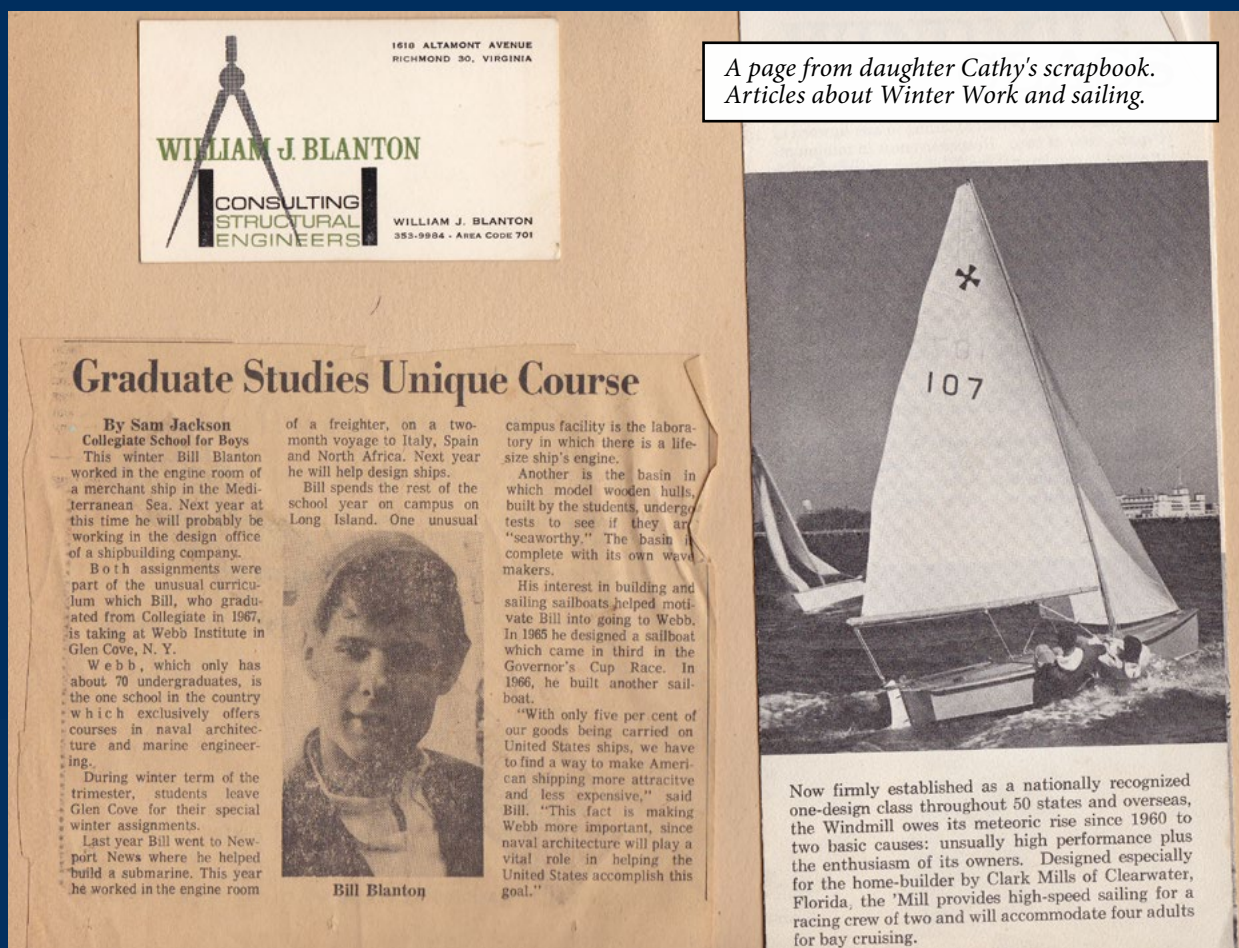 1618 ALTAMONT AVENUE
RICHMOND 30, VIRGINIA
WILLIAM J. BLANTON
CONSULTING
STRUCTURAL
ENGINEERS
WILLIAM J. BLANTON
353-9984 - AREA CODE 701
A page from daughter Cathy's scrapbook.
Articles about Winter Work and sailing.
Graduate Studies Unique Course
By Sam Jackson
Collegiate School for Boys
This winter Bill Blanton
worked in the engine room of
a merchant ship in the Medi-
terranean Sea. Next year at
this time he will probably be
working in the design office
of a shipbuilding company.
Both assignments were
part of the unusual curricu-
lum which Bill, who gradu-
ated from Collegiate in 1967,
is taking at Webb Institute in
Glen Cove, N. Y.
Webb, which only has
about 70 undergraduates, is
the one school in the country
which exclusively offers
courses in naval architec-
ture and marine engineer-
ing.
During winter term of the
trimester, students leave
Glen Cove for their special
winter assignments.
Last year Bill went to New-
port News where he helped
build a submarine. This year
he worked in the engine room
of a freighter, on a two-
month voyage to Italy, Spain
and North Africa. Next year
he will help design ships.
Bill spends the rest of the
school year on campus on
Long Island. One unusual
Bill Blanton
campus facility is the labora-
tory in which there is a life-
size ship's engine.
Another is the basin in
which model wooden hulls,
built by the students, undergo
tests to see if they
"seaworthy." The basin
complete with its own wave
makers.
His interest in building and
sailing sailboats helped moti-
vate Bill into going to Webb.
In 1965 he designed a sailboat
which came in third in the
Governor's Cup Race. In
1966, he built another sail-
boat.
"With only five per cent of
our goods being carried on
United States ships, we have
to find a way to make Ameri-
can shipping more attracitve
and less expensive," said
Bill. "This fact is making
Webb more important, since
naval architecture will play a
vital role in helping the
United States accomplish this
goal."
107
Now firmly established as a nationally recognized
one-design class throughout 50 states and overseas,
the Windmill owes its meteoric rise since 1960 to
two basic causes: unusually high performance plus
the enthusiasm of its owners. Designed especially
for the home-builder by Clark Mills of Clearwater,
Florida, the 'Mill provides high-speed sailing for a
racing crew of two and will accommodate four adults
for bay cruising.